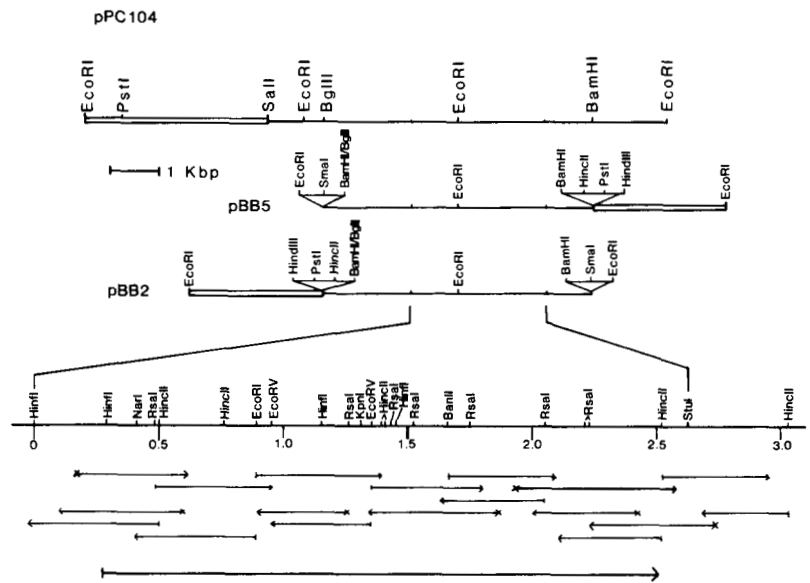 pPC104
EcoRI PstI SalI EcoRI BglII EcoRI BamHI EcoRI
1 Kbp
EcoRI SmaI BamHI/BglII EcoRI BamHI HincII PstI HindIII EcoRI
pBB5
EcoRI HindIII PstI HincII BamHI/BglII EcoRI BamHI SmaI EcoRI
pBB2
HinfI HinfI NarI RsaI HincII HincII EcoRI EcoRV HinfI RsaI KpnI EcoRV >HincII RsaI HinfI RsaI BanII RsaI RsaI >RsaI HincII StuI HincII
0 0.5 1.0 1.5 2.0 2.5 3.0